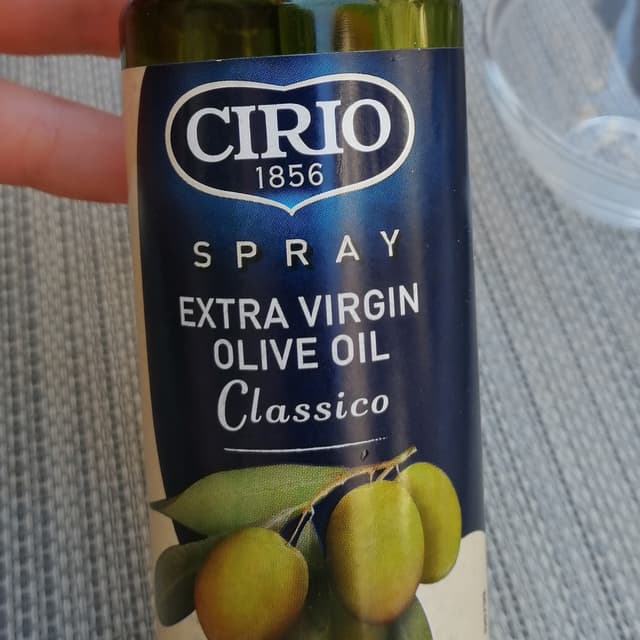 CIRIO
1856
SPRAY
EXTRA VIRGIN
OLIVE OIL
Classico